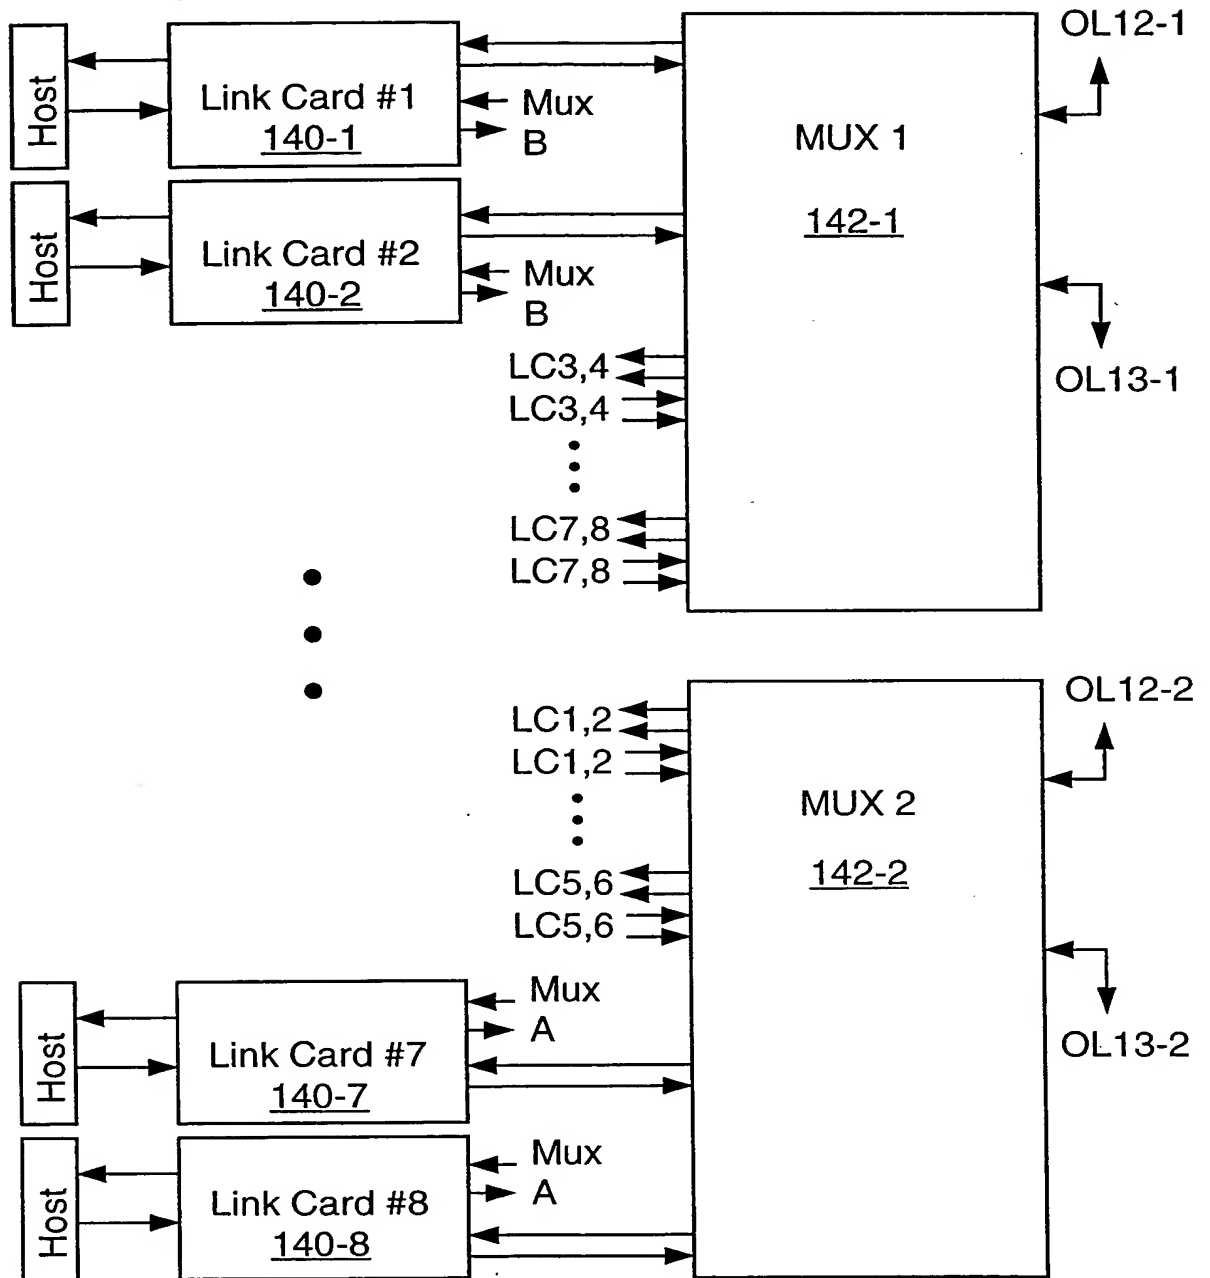 OL12-1
Host
Link Card #1
140-1
Mux
B
MUX 1
142-1
Host
Link Card #2
140-2
Mux
B
LC3,4
LC3,4
OL13-1
LC7,8
LC7,8
OL12-2
LC1,2
LC1,2
MUX 2
142-2
LC5,6
LC5,6
Host
Link Card #7
140-7
Mux
A
OL13-2
Host
Link Card #8
140-8
Mux
A